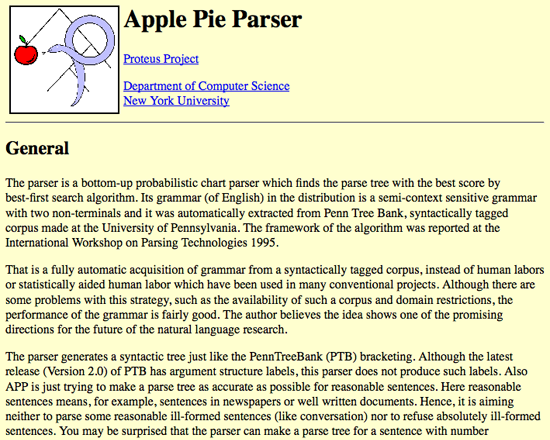 Apple Pie Parser
Proteus Project
Department of Computer Science
New York University
General
The parser is a bottom-up probabilistic chart parser which finds the parse tree with the best score by
best-first search algorithm. Its grammar (of English) in the distribution is a semi-context sensitive grammar
with two non-terminals and it was automatically extracted from Penn Tree Bank, syntactically tagged
corpus made at the University of Pennsylvania. The framework of the algorithm was reported at the
International Workshop on Parsing Technologies 1995.
That is a fully automatic acquisition of grammar from a syntactically tagged corpus, instead of human labors
or statistically aided human labor which have been used in many conventional projects. Although there are
some problems with this strategy, such as the availability of such a corpus and domain restrictions, the
performance of the grammar is fairly good. The author believes the idea shows one of the promising
directions for the future of the natural language research.
The parser generates a syntactic tree just like the PennTreeBank (PTB) bracketing. Although the latest
release (Version 2.0) of PTB has argument structure labels, this parser does not produce such labels. Also
APP is just trying to make a parse tree as accurate as possible for reasonable sentences. Here reasonable
sentences means, for example, sentences in newspapers or well written documents. Hence, it is aiming
neither to parse some reasonable ill-formed sentences (like conversation) nor to refuse absolutely ill-formed
sentences. You may be surprised that the parser can make a parse tree for a sentence with number